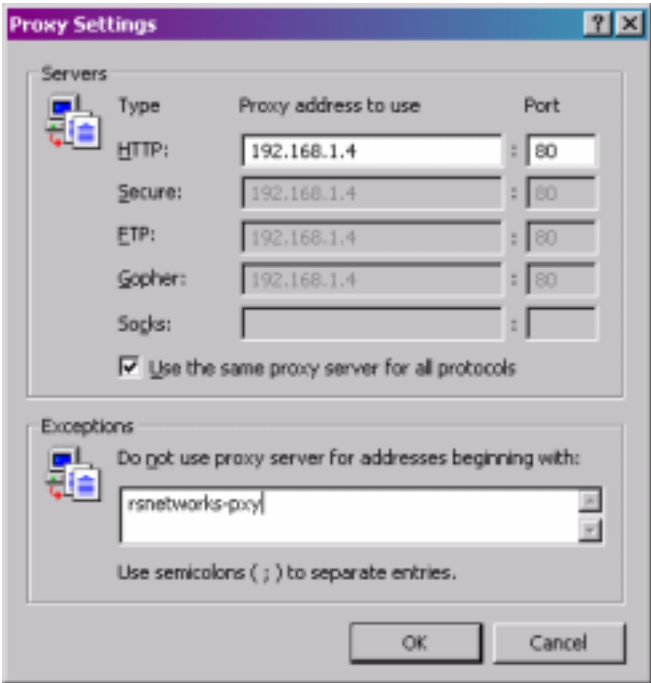 Proxy Settings
Servers
Type Proxy address to use Port
HTTP: 192.168.1.4 : 80
Secure: 192.168.1.4 : 80
FTP: 192.168.1.4 : 80
Gopher: 192.168.1.4 : 80
Socks: :
Use the same proxy server for all protocols
Exceptions
Do not use proxy server for addresses beginning with:
rsnetworks-pxy
Use semicolons ( ; ) to separate entries.
OK Cancel